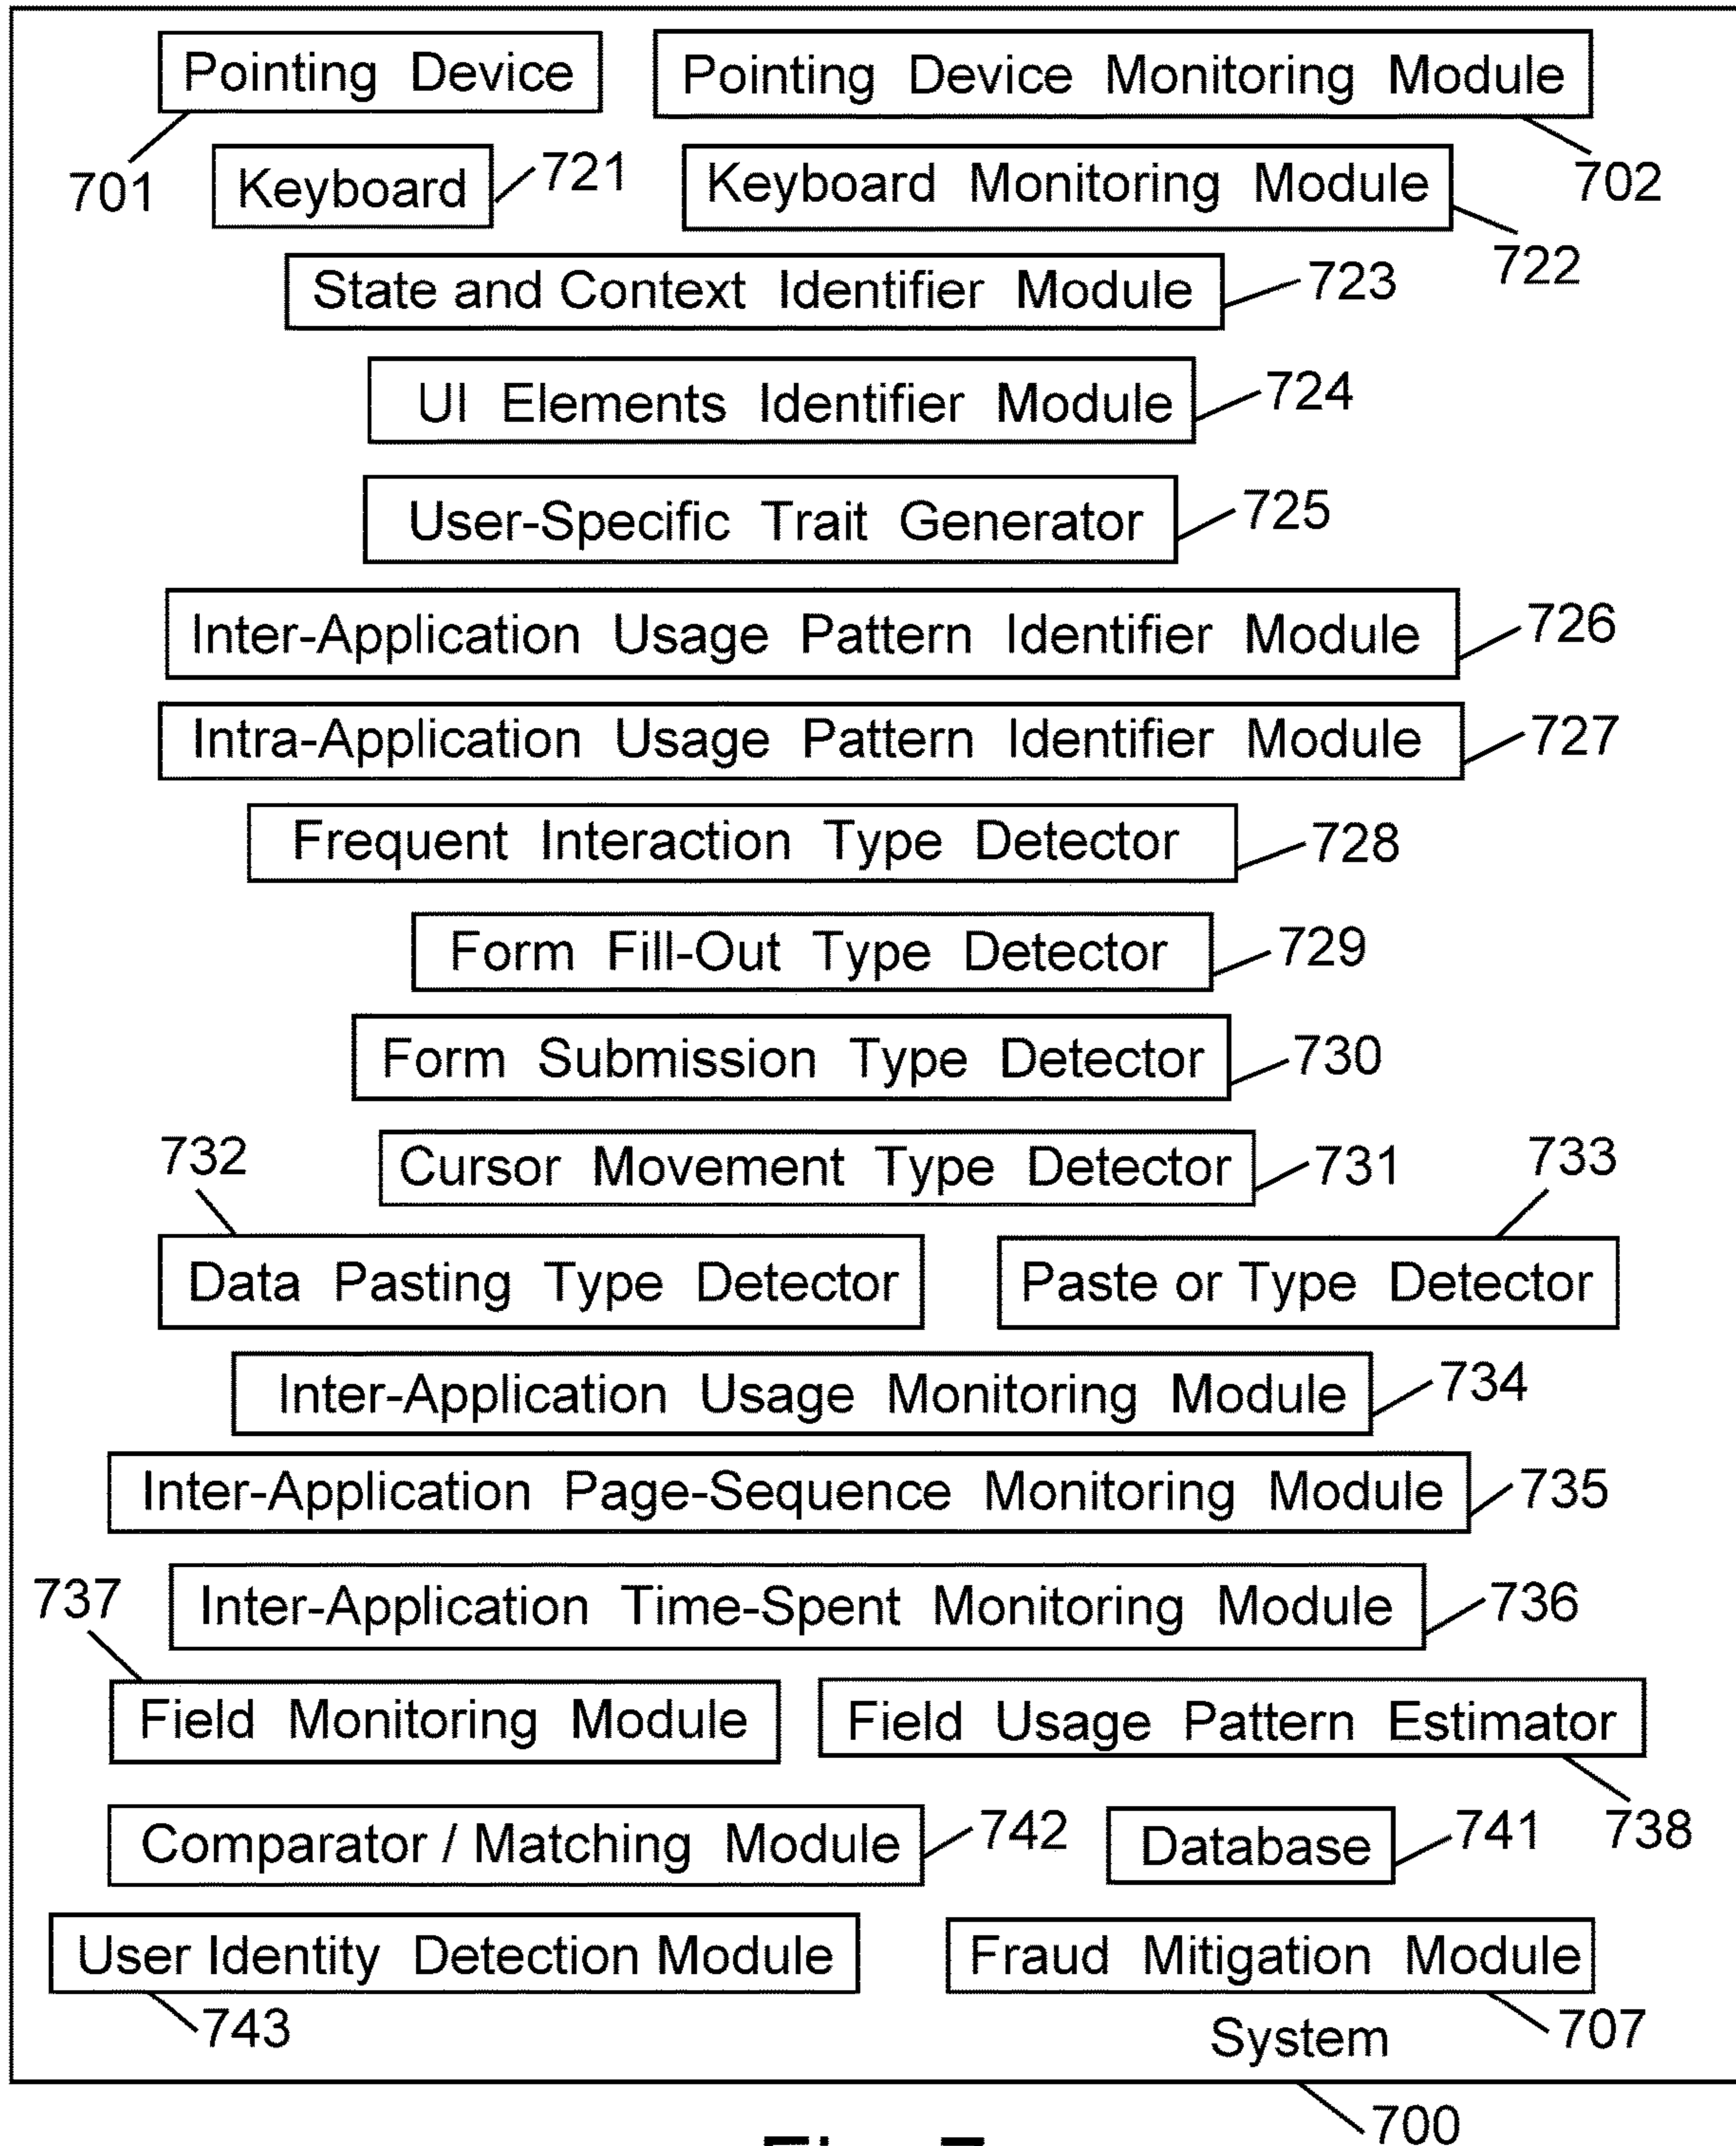 Pointing Device
Pointing Device Monitoring Module
701
Keyboard
721
Keyboard Monitoring Module
702
722
State and Context Identifier Module
723
UI Elements Identifier Module
724
User-Specific Trait Generator
725
Inter-Application Usage Pattern Identifier Module
726
Intra-Application Usage Pattern Identifier Module
727
Frequent Interaction Type Detector
728
Form Fill-Out Type Detector
729
Form Submission Type Detector
730
732
Cursor Movement Type Detector
731
733
Data Pasting Type Detector
Paste or Type Detector
Inter-Application Usage Monitoring Module
734
Inter-Application Page-Sequence Monitoring Module
735
737
Inter-Application Time-Spent Monitoring Module
736
Field Monitoring Module
Field Usage Pattern Estimator
Comparator / Matching Module
742
Database
741
738
User Identity Detection Module
Fraud Mitigation Module
743
System
707
700